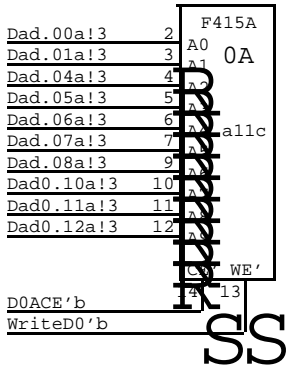 F415A
Dad.00a!3 2 A0 0A
Dad.01a!3 3 A1
Dad.04a!3 4 A2
Dad.05a!3 5
Dad.06a!3 6 a11c
Dad.07a!3 7
Dad.08a!3 9
Dad0.10a!3 10
Dad0.11a!3 11
Dad0.12a!3 12
WE'
14 13
D0ACE'b
WriteD0'b
SS